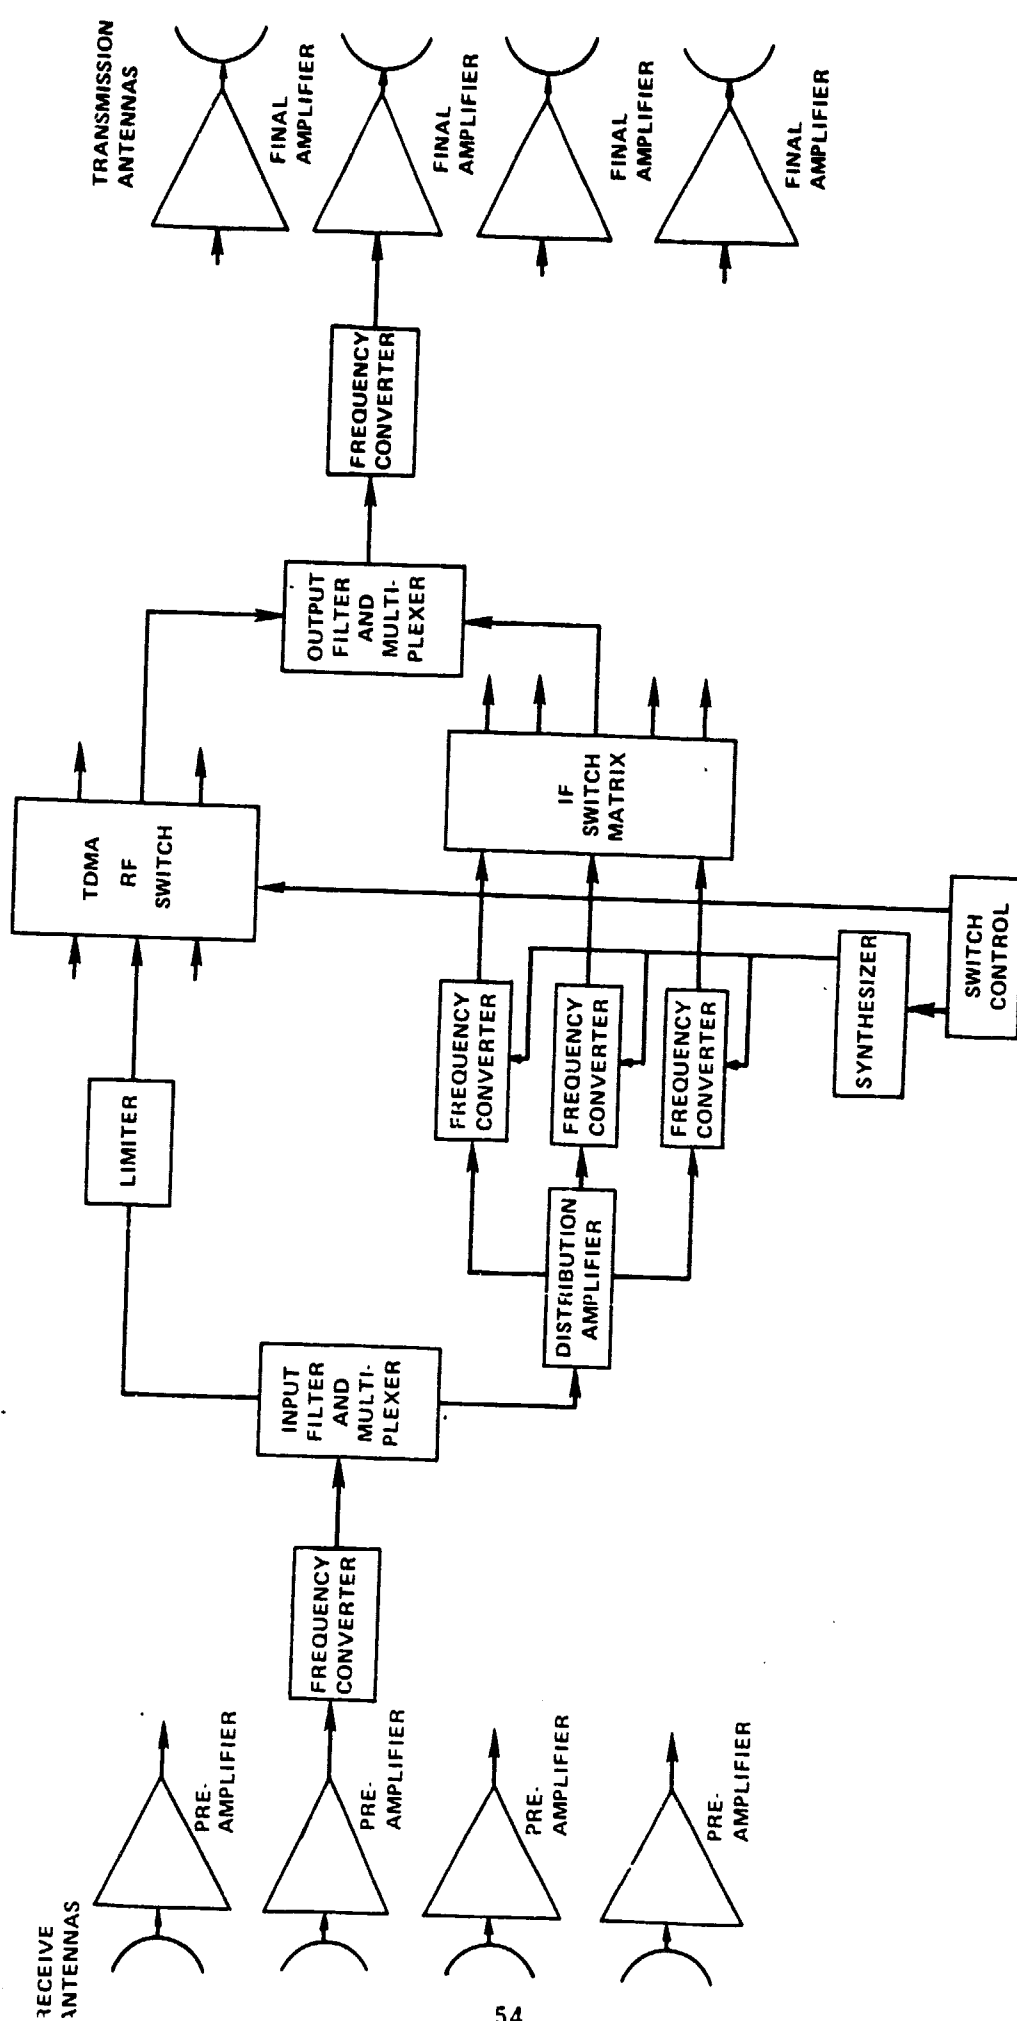 RECEIVE
ANTENNAS
PRE-
AMPLIFIER
PRE-
AMPLIFIER
PRE-
AMPLIFIER
PRE-
AMPLIFIER
FREQUENCY
CONVERTER
INPUT
FILTER
AND
MULTI-
PLEXER
LIMITER
DISTRIBUTION
AMPLIFIER
FREQUENCY
CONVERTER
FREQUENCY
CONVERTER
FREQUENCY
CONVERTER
SYNTHESIZER
SWITCH
CONTROL
TDMA
RF
SWITCH
IF
SWITCH
MATRIX
OUTPUT
FILTER
AND
MULTI-
PLEXER
FREQUENCY
CONVERTER
TRANSMISSION
ANTENNAS
FINAL
AMPLIFIER
FINAL
AMPLIFIER
FINAL
AMPLIFIER
FINAL
AMPLIFIER
54